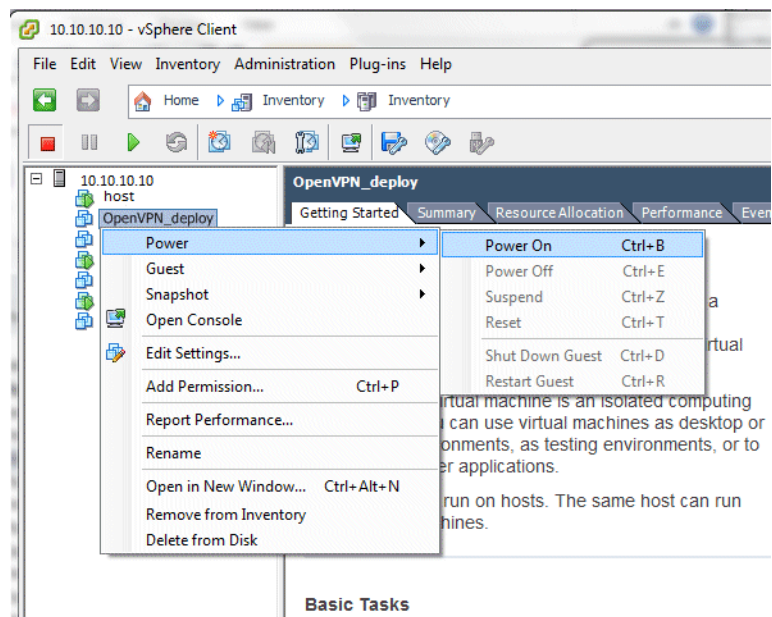 10.10.10.10 - vSphere Client
File Edit View Inventory Administration Plug-ins Help
Home Inventory Inventory
10.10.10.10
host
OpenVPN_deploy
OpenVPN_deploy
Getting Started Summary Resource Allocation Performance Even
Power
Guest
Snapshot
Open Console
Edit Settings...
Add Permission... Ctrl+P
Report Performance...
Rename
Open in New Window... Ctrl+Alt+N
Remove from Inventory
Delete from Disk
Power On Ctrl+B
Power Off Ctrl+E
Suspend Ctrl+Z
Reset Ctrl+T
Shut Down Guest Ctrl+D
Restart Guest Ctrl+R
a
rtual
rtual machine is an isolated computing
can use virtual machines as desktop or
onments, as testing environments, or to
er applications.
run on hosts. The same host can run
hines.
Basic Tasks